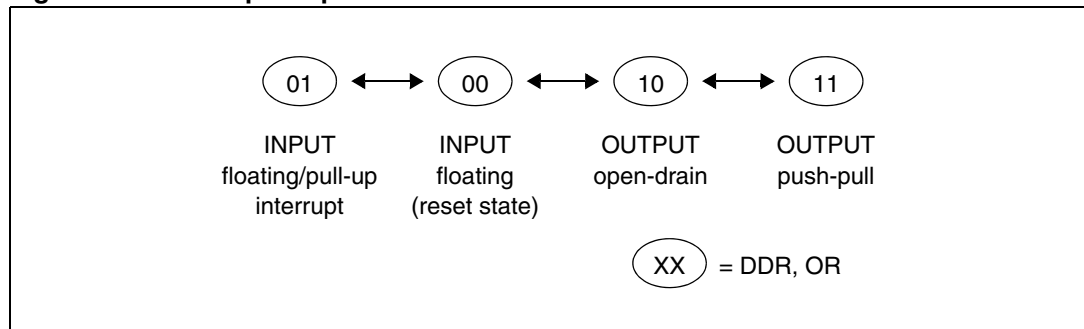 01
00
10
11
INPUT
floating/pull-up
interrupt
INPUT
floating
(reset state)
OUTPUT
open-drain
OUTPUT
push-pull
XX = DDR, OR